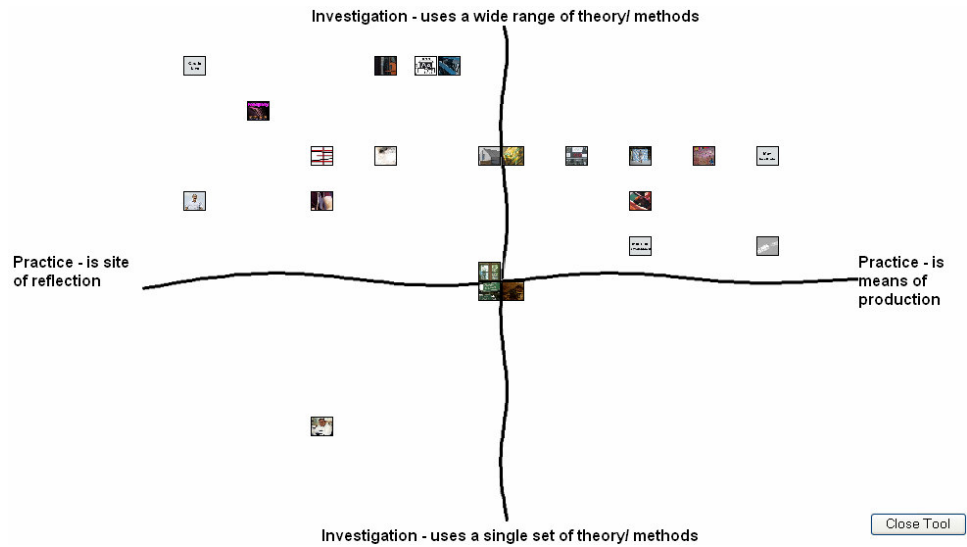 Investigation - uses a wide range of theory/ methods
Practice - is site
of reflection
Practice - is
means of
production
Investigation - uses a single set of theory/ methods
Close Tool